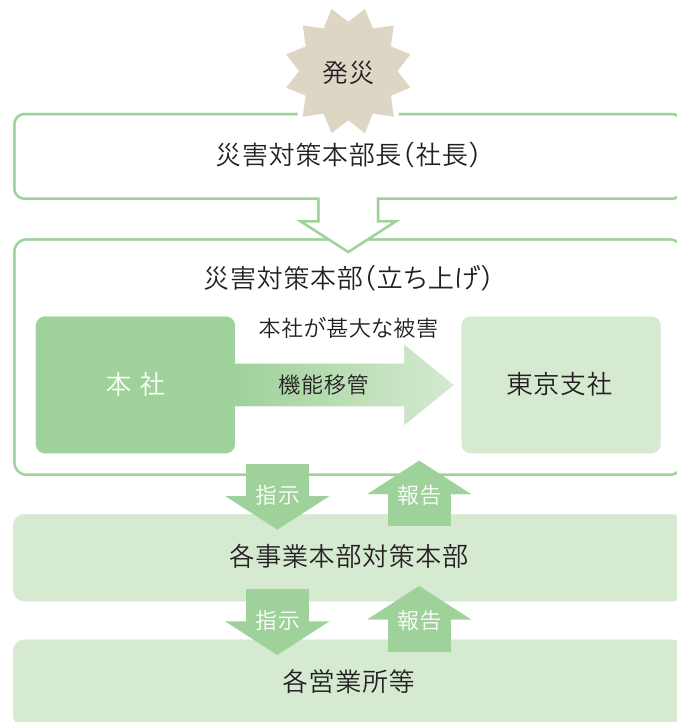 発災
災害対策本部長(社長)
災害対策本部(立ち上げ)
本社が甚大な被害
本 社
機能移管
東京支社
指示
報告
各事業本部対策本部
指示
報告
各営業所等